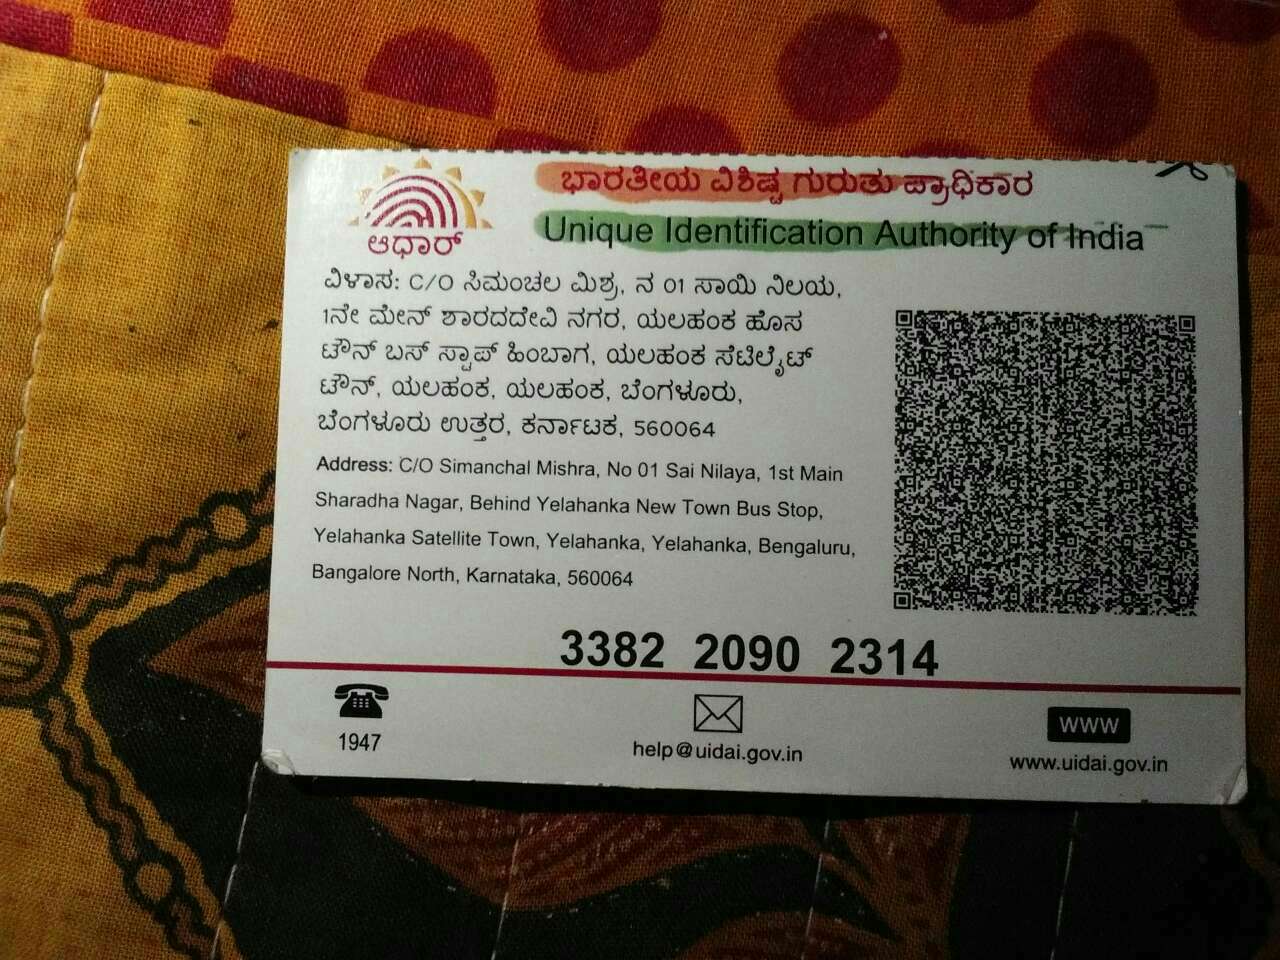 ಭಾರತೀಯ ವಿಶಿಷ್ಟ ಗುರುತು ಪ್ರಾಧಿಕಾರ
Unique Identification Authority of India
ಆಧಾರ್
ವಿಳಾಸ: C/O ಸಿಮಂಚಲ ಮಿಶ್ರ, ನ 01 ಸಾಯಿ ನಿಲಯ,
1ನೇ ಮೇನ್ ಶಾರದದೇವಿ ನಗರ, ಯಲಹಂಕ ಹೊಸ
ಟೌನ್ ಬಸ್ ಸ್ಟಾಪ್ ಹಿಂಬಾಗ, ಯಲಹಂಕ ಸೆಟಿಲೈಟ್
ಟೌನ್, ಯಲಹಂಕ, ಯಲಹಂಕ, ಬೆಂಗಳೂರು,
ಬೆಂಗಳೂರು ಉತ್ತರ, ಕರ್ನಾಟಕ, 560064
Address: C/O Simanchal Mishra, No 01 Sai Nilaya, 1st Main
Sharadha Nagar, Behind Yelahanka New Town Bus Stop,
Yelahanka Satellite Town, Yelahanka, Yelahanka, Bengaluru,
Bangalore North, Karnataka, 560064
3382 2090 2314
1947
help@uidai.gov.in
www
www.uidai.gov.in